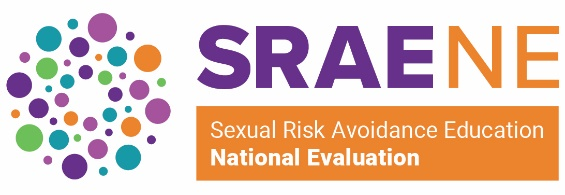 SRAENE
Sexual Risk Avoidance Education
National Evaluation